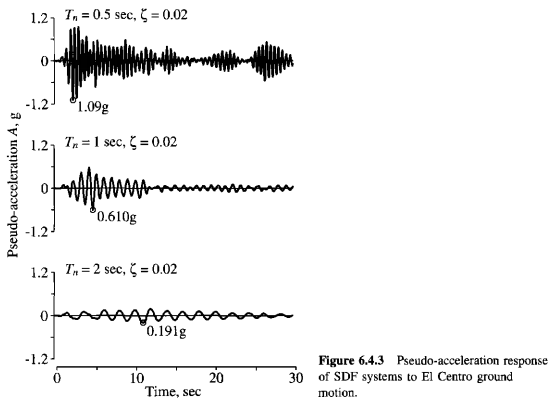 Pseudo-acceleration A, g
1.2
0
-1.2
Tn = 0.5 sec, ζ = 0.02
1.09g
1.2
0
-1.2
Tn = 1 sec, ζ = 0.02
0.610g
1.2
0
-1.2
Tn = 2 sec, ζ = 0.02
0.191g
0 10 20 30
Time, sec
Figure 6.4.3 Pseudo-acceleration response
of SDF systems to El Centro ground
motion.